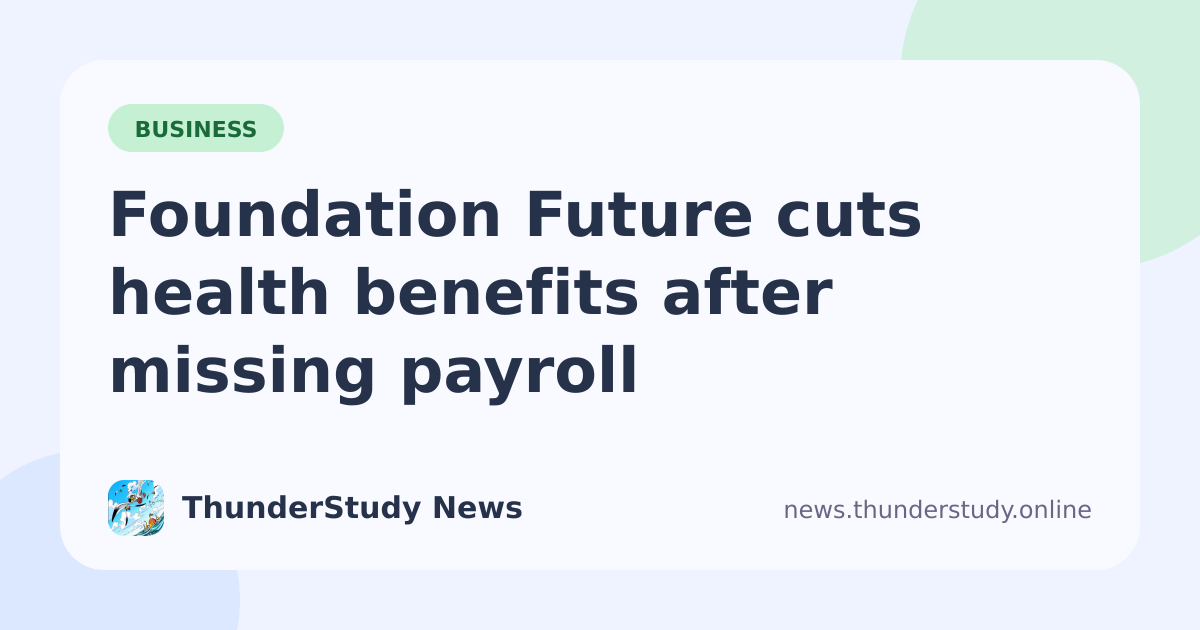 BUSINESS
Foundation Future cuts
health benefits after
missing payroll
ThunderStudy News
news.thunderstudy.online